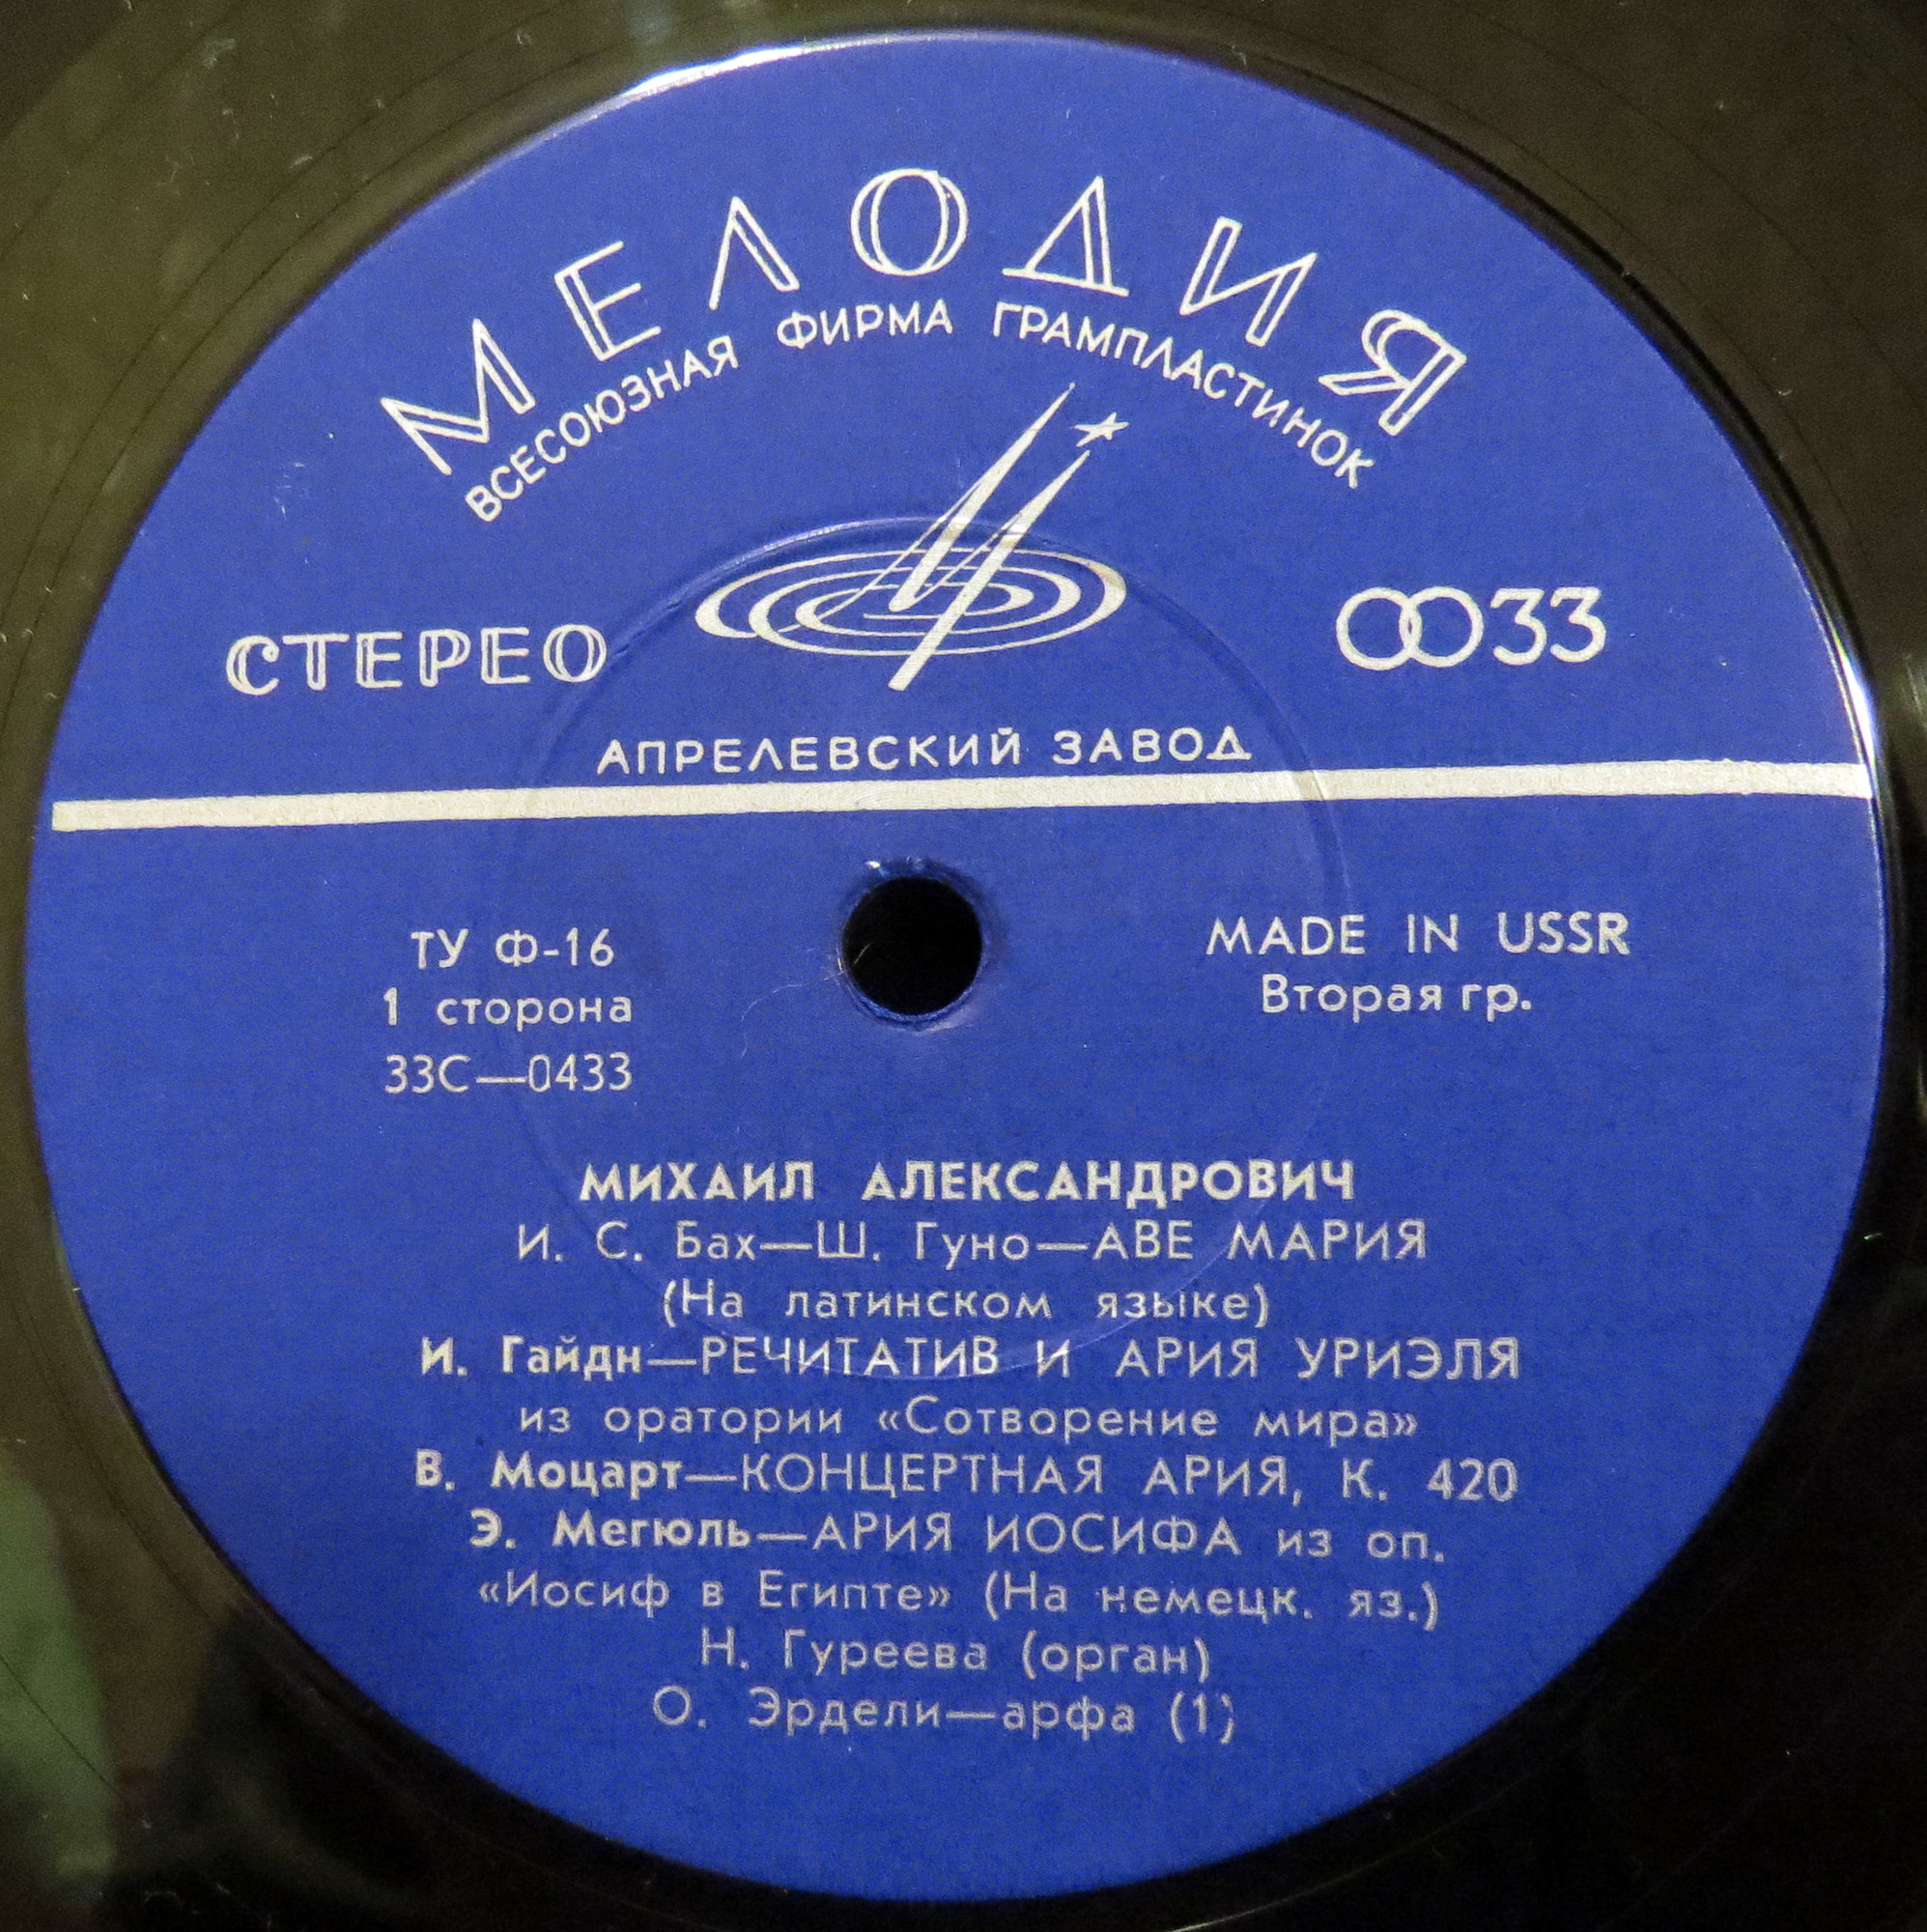 МЕЛОДИЯ
ВСЕСОЮЗНАЯ ФИРМА ГРАМПЛАСТИНОК
СТЕРЕО
33
АПРЕЛЕВСКИЙ ЗАВОД
ТУ Ф-16
1 сторона
33С—0433
MADE IN USSR
Вторая гр.
МИХАИЛ АЛЕКСАНДРОВИЧ
И. С. Бах—Ш. Гуно—АВЕ МАРИЯ
(На латинском языке)
И. Гайдн—РЕЧИТАТИВ И АРИЯ УРИЭЛЯ
из оратории «Сотворение мира»
В. Моцарт—КОНЦЕРТНАЯ АРИЯ, К. 420
Э. Мегюль—АРИЯ ИОСИФА из оп.
«Иосиф в Египте» (На немецк. яз.)
Н. Гуреева (орган)
О. Эрдели—арфа (1)